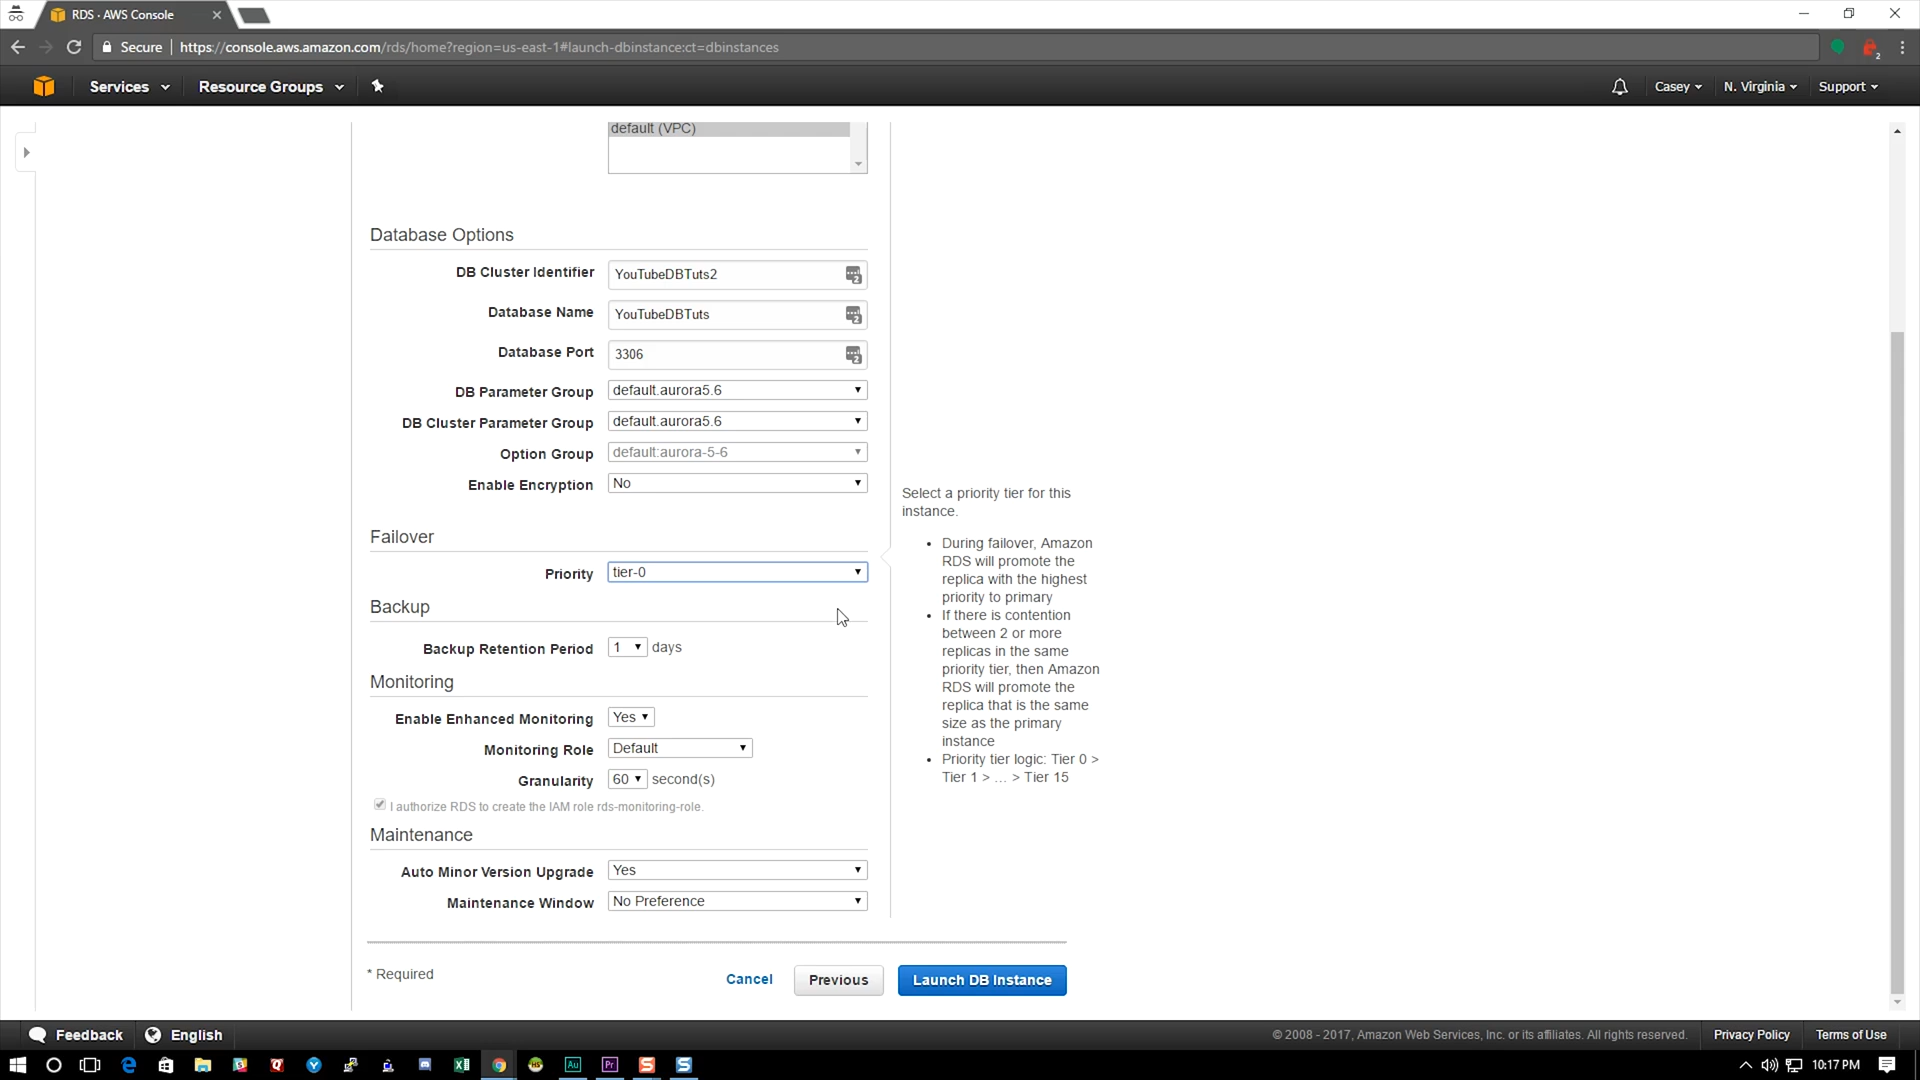 RDS · AWS Console
Secure | https://console.aws.amazon.com/rds/home?region=us-east-1#launch-dbinstance:ct=dbinstances
2
Services Resource Groups Casey N. Virginia Support
default (VPC)
Database Options
DB Cluster Identifier YouTubeDBTuts2
2
Database Name YouTubeDBTuts
2
Database Port 3306
2
DB Parameter Group default.aurora5.6
DB Cluster Parameter Group default.aurora5.6
Option Group default:aurora-5-6
Enable Encryption No
Failover
Priority tier-0
Backup
Backup Retention Period 1 days
Monitoring
Enable Enhanced Monitoring Yes
Monitoring Role Default
Granularity 60 second(s)
I authorize RDS to create the IAM role rds-monitoring-role.
Maintenance
Auto Minor Version Upgrade Yes
Maintenance Window No Preference
Select a priority tier for this
instance.
• During failover, Amazon
RDS will promote the
replica with the highest
priority to primary
• If there is contention
between 2 or more
replicas in the same
priority tier, then Amazon
RDS will promote the
replica that is the same
size as the primary
instance
• Priority tier logic: Tier 0 >
Tier 1 > … > Tier 15
* Required Cancel Previous Launch DB Instance
Feedback English © 2008 - 2017, Amazon Web Services, Inc. or its affiliates. All rights reserved. Privacy Policy Terms of Use
Au Pr S S 10:17 PM